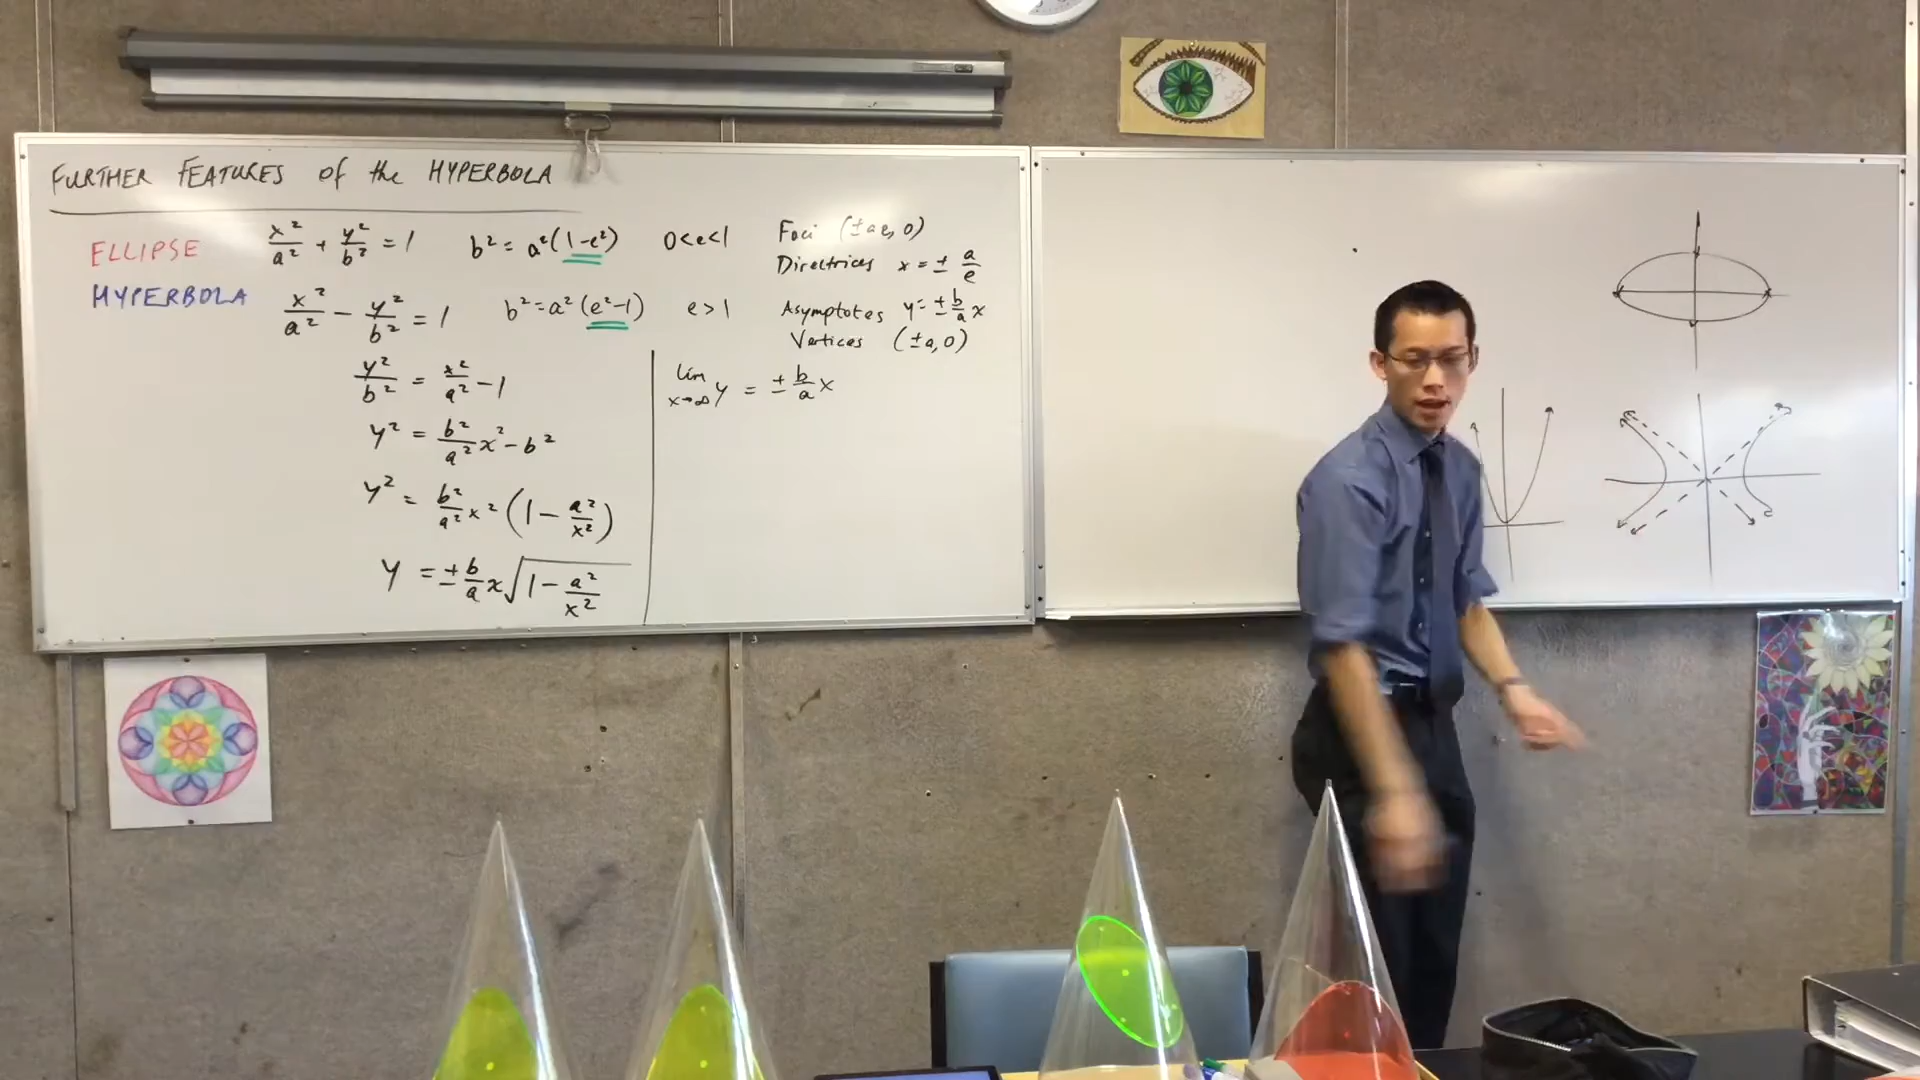 FURTHER FEATURES of the HYPERBOLA
ELLIPSE x²/a² + y²/b² = 1 b² = a²(1-e²) 0<e<1 Foci (±ae, 0)
Directrices x = ± a/e
HYPERBOLA x²/a² - y²/b² = 1 b² = a²(e²-1) e > 1 Asymptotes y = ± b/a x
Vertices (±a, 0)
y²/b² = x²/a² - 1
y² = b²/a² x² - b²
y² = b²/a² x² (1 - a²/x²)
y = ± b/a x √(1 - a²/x²)
lim x→∞ y = ± b/a x